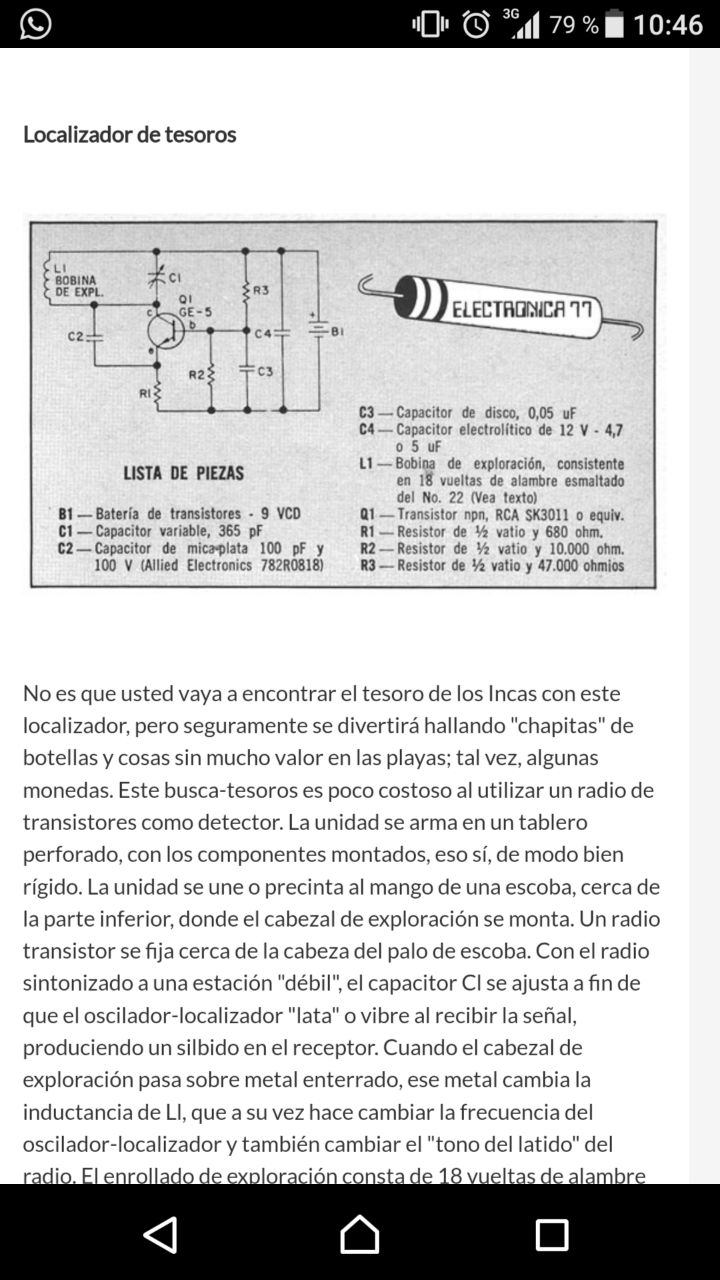 3G 79 % 10:46
Localizador de tesoros
L1
BOBINA
DE EXPL.
C1
Q1
GE-5
c
b
e
C2
R1
R2
R3
C4
C3
+
B1
ELECTRONICA 77
LISTA DE PIEZAS
B1 — Batería de transistores - 9 VCD
C1 — Capacitor variable, 365 pF
C2 — Capacitor de mica-plata 100 pF y
100 V (Allied Electronics 782R0818)
C3 — Capacitor de disco, 0,05 uF
C4 — Capacitor electrolítico de 12 V - 4,7
o 5 uF
L1 — Bobina de exploración, consistente
en 18 vueltas de alambre esmaltado
del No. 22 (Vea texto)
Q1 — Transistor npn, RCA SK3011 o equiv.
R1 — Resistor de ½ vatio y 680 ohm.
R2 — Resistor de ½ vatio y 10.000 ohm.
R3 — Resistor de ½ vatio y 47.000 ohmios
No es que usted vaya a encontrar el tesoro de los Incas con este
localizador, pero seguramente se divertirá hallando "chapitas" de
botellas y cosas sin mucho valor en las playas; tal vez, algunas
monedas. Este busca-tesoros es poco costoso al utilizar un radio de
transistores como detector. La unidad se arma en un tablero
perforado, con los componentes montados, eso sí, de modo bien
rígido. La unidad se une o precinta al mango de una escoba, cerca de
la parte inferior, donde el cabezal de exploración se monta. Un radio
transistor se fija cerca de la cabeza del palo de escoba. Con el radio
sintonizado a una estación "débil", el capacitor Cl se ajusta a fin de
que el oscilador-localizador "lata" o vibre al recibir la señal,
produciendo un silbido en el receptor. Cuando el cabezal de
exploración pasa sobre metal enterrado, ese metal cambia la
inductancia de Ll, que a su vez hace cambiar la frecuencia del
oscilador-localizador y también cambiar el "tono del latido" del
radio. El enrollado de exploración consta de 18 vueltas de alambre